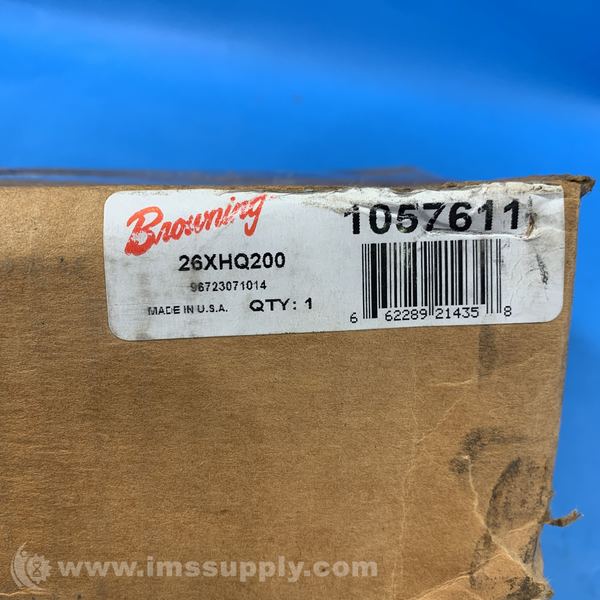 Browning
1057611
26XHQ200
96723071014
MADE IN U.S.A. QTY: 1
6 62289 21435 8
www.imssupply.com